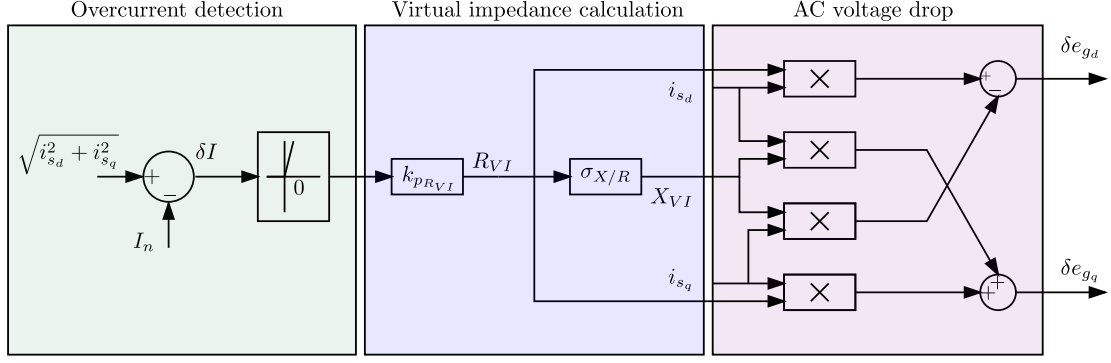 Overcurrent detection
Virtual impedance calculation
AC voltage drop
√(i²_{s_d} + i²_{s_q})
+
−
δI
I_n
0
k_{p_{R_{VI}}}
R_{VI}
σ_{X/R}
X_{VI}
i_{s_d}
i_{s_q}
×
×
×
×
+
−
δe_{g_d}
+
+
δe_{g_q}